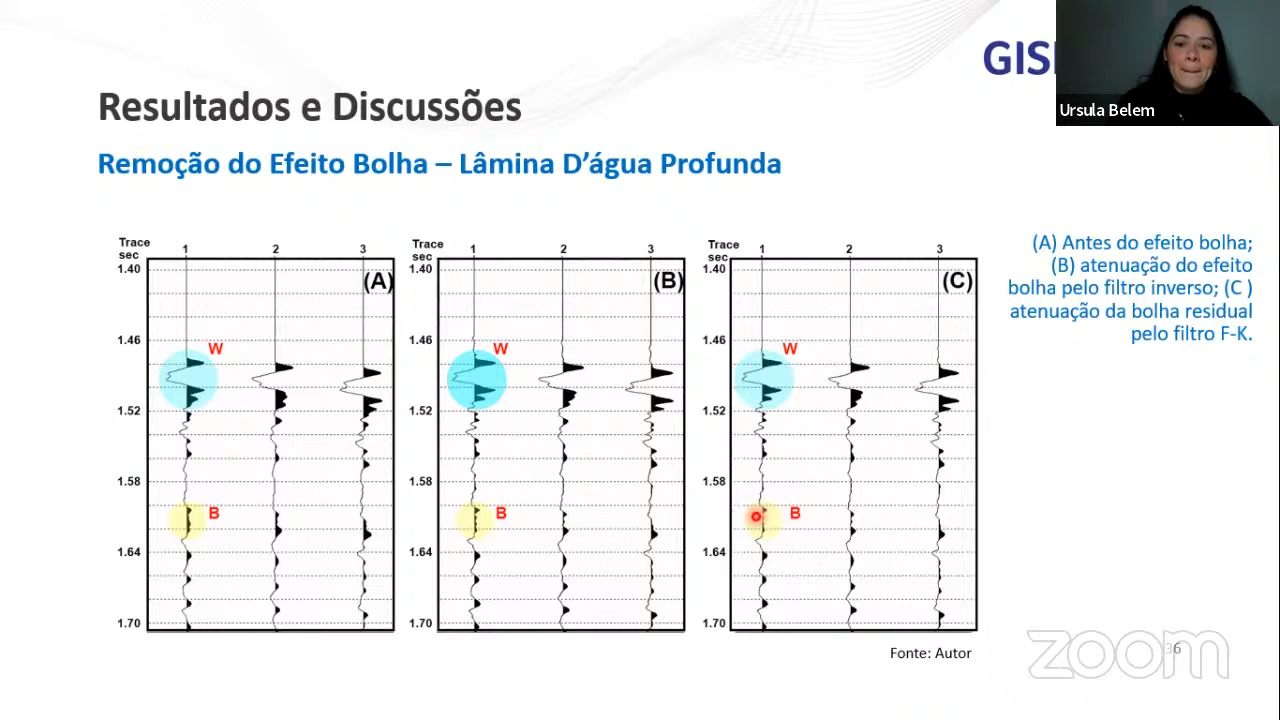 GIS
Ursula Belem
Resultados e Discussões
Remoção do Efeito Bolha – Lâmina D’água Profunda
Trace 1 2 3
sec
1.40
(A)
1.46
W
1.52
1.58
B
1.64
1.70
Trace 1 2 3
sec
1.40
(B)
1.46
W
1.52
1.58
B
1.64
1.70
Trace 1 2 3
sec
1.40
(C)
1.46
W
1.52
1.58
B
1.64
1.70
(A) Antes do efeito bolha;
(B) atenuação do efeito
bolha pelo filtro inverso; (C )
atenuação da bolha residual
pelo filtro F-K.
Fonte: Autor
36
zoom